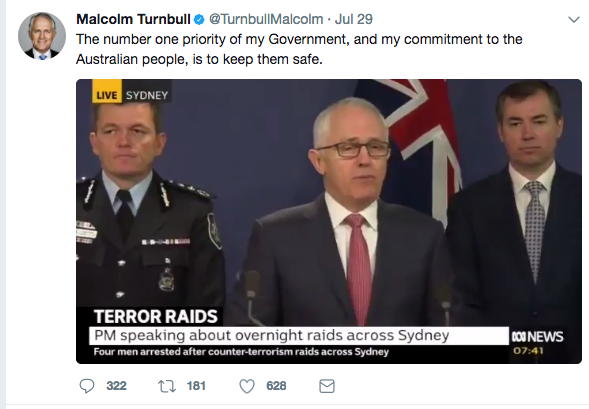 Malcolm Turnbull @TurnbullMalcolm · Jul 29
The number one priority of my Government, and my commitment to the
Australian people, is to keep them safe.
LIVE SYDNEY
TERROR RAIDS
PM speaking about overnight raids across Sydney
NEWS
Four men arrested after counter-terrorism raids across Sydney
07:41
322 181 628